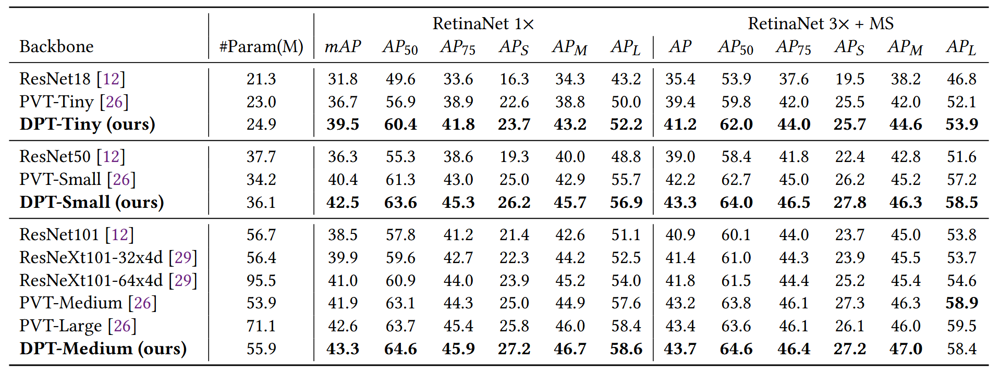 RetinaNet 1× RetinaNet 3× + MS
Backbone #Param(M) mAP AP50 AP75 APS APM APL AP AP50 AP75 APS APM APL
ResNet18 [12] 21.3 31.8 49.6 33.6 16.3 34.3 43.2 35.4 53.9 37.6 19.5 38.2 46.8
PVT-Tiny [26] 23.0 36.7 56.9 38.9 22.6 38.8 50.0 39.4 59.8 42.0 25.5 42.0 52.1
DPT-Tiny (ours) 24.9 39.5 60.4 41.8 23.7 43.2 52.2 41.2 62.0 44.0 25.7 44.6 53.9
ResNet50 [12] 37.7 36.3 55.3 38.6 19.3 40.0 48.8 39.0 58.4 41.8 22.4 42.8 51.6
PVT-Small [26] 34.2 40.4 61.3 43.0 25.0 42.9 55.7 42.2 62.7 45.0 26.2 45.2 57.2
DPT-Small (ours) 36.1 42.5 63.6 45.3 26.2 45.7 56.9 43.3 64.0 46.5 27.8 46.3 58.5
ResNet101 [12] 56.7 38.5 57.8 41.2 21.4 42.6 51.1 40.9 60.1 44.0 23.7 45.0 53.8
ResNeXt101-32x4d [29] 56.4 39.9 59.6 42.7 22.3 44.2 52.5 41.4 61.0 44.3 23.9 45.5 53.7
ResNeXt101-64x4d [29] 95.5 41.0 60.9 44.0 23.9 45.2 54.0 41.8 61.5 44.4 25.2 45.4 54.6
PVT-Medium [26] 53.9 41.9 63.1 44.3 25.0 44.9 57.6 43.2 63.8 46.1 27.3 46.3 58.9
PVT-Large [26] 71.1 42.6 63.7 45.4 25.8 46.0 58.4 43.4 63.6 46.1 26.1 46.0 59.5
DPT-Medium (ours) 55.9 43.3 64.6 45.9 27.2 46.7 58.6 43.7 64.6 46.4 27.2 47.0 58.4